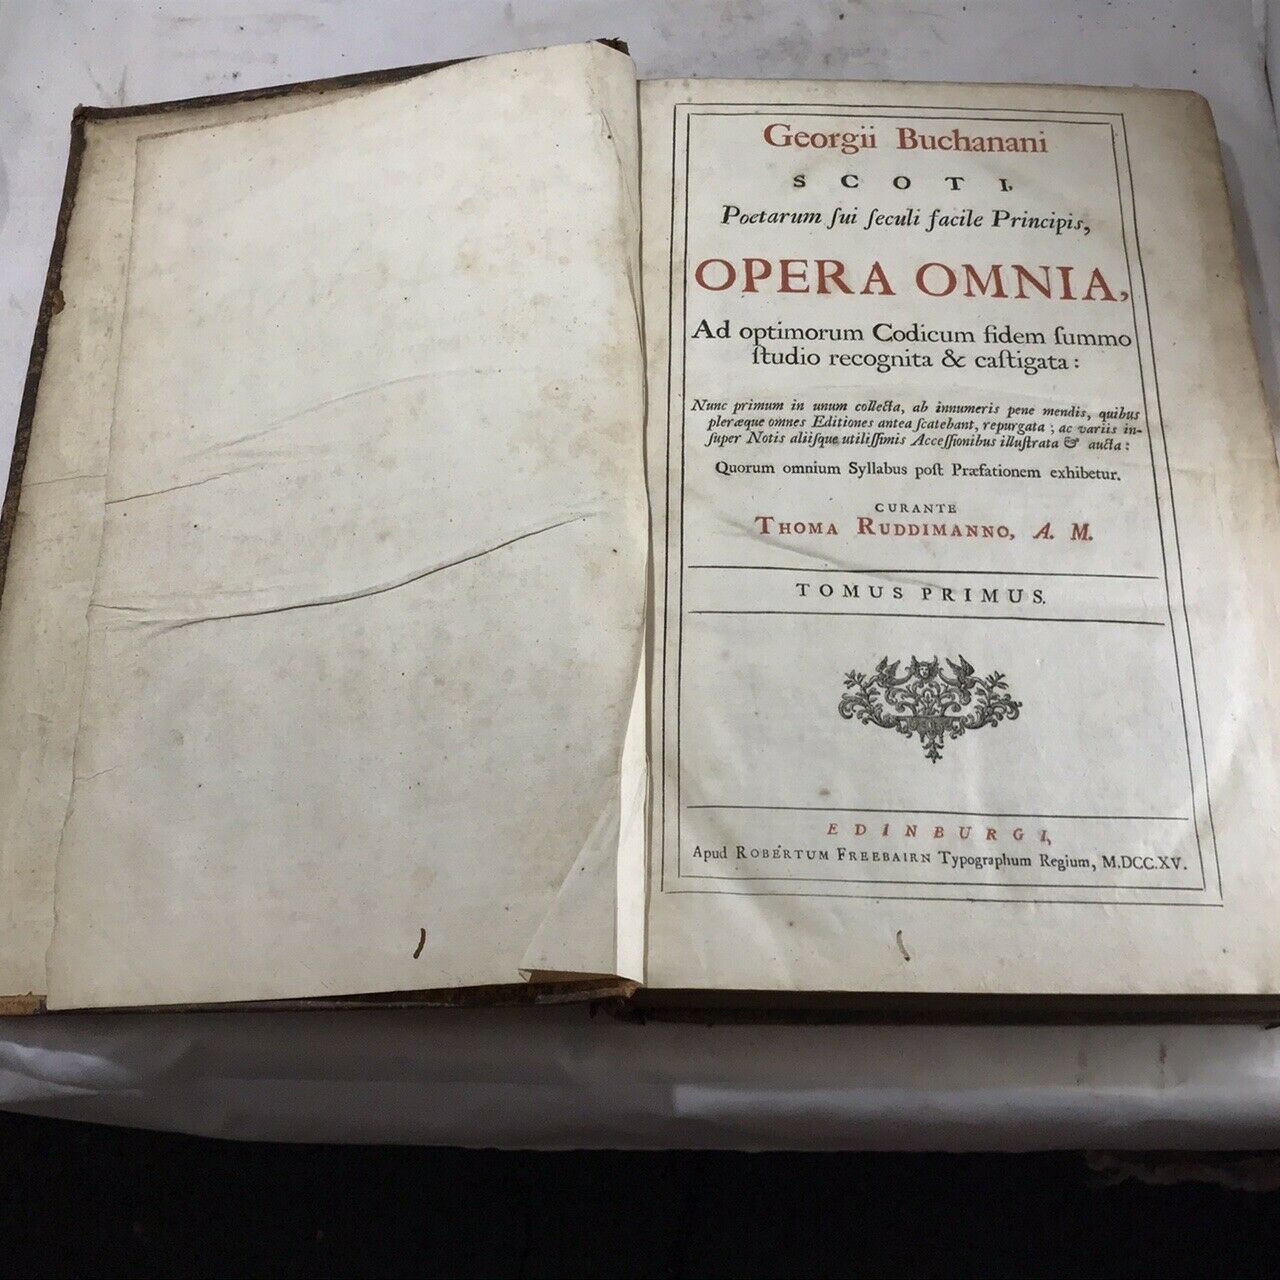 Georgii Buchanani
SCOTI,
Poetarum ſui ſeculi facile Principis,
OPERA OMNIA,
Ad optimorum Codicum fidem ſummo
ſtudio recognita & caſtigata:
Nunc primum in unum collecta, ab innumeris pene mendis, quibus
pleræque omnes Editiones antea ſcatebant, repurgata; ac variis in-
ſuper Notis aliiſque utiliſſimis Acceſſionibus illuſtrata & aucta:
Quorum omnium Syllabus poſt Præfationem exhibetur.
CURANTE
THOMA RUDDIMANNO, A. M.
TOMUS PRIMUS.
EDINBURGI,
Apud ROBERTUM FREEBAIRN Typographum Regium, M.DCC.XV.